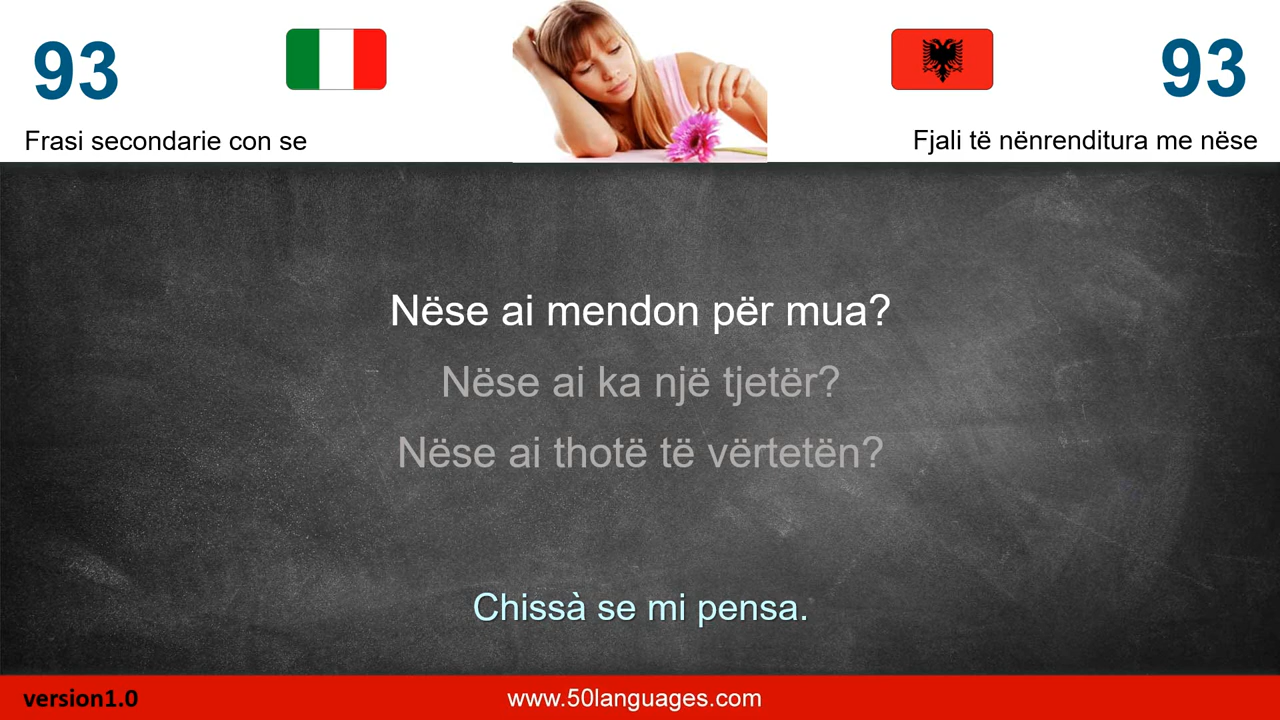 93
93
Frasi secondarie con se
Fjali të nënrenditura me nëse
Nëse ai mendon për mua?
Nëse ai ka një tjetër?
Nëse ai thotë të vërtetën?
Chissà se mi pensa.
version1.0
www.50languages.com